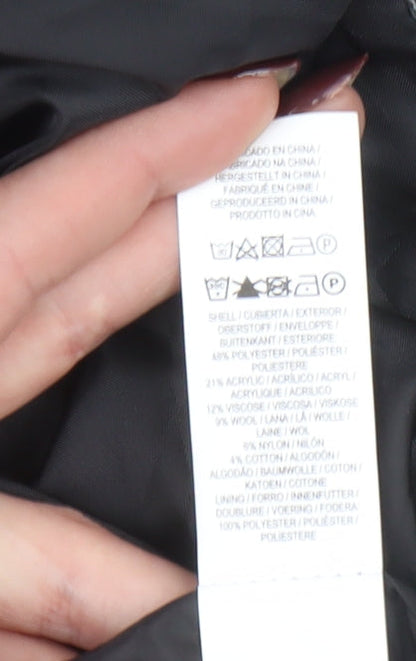 EN CHINA /
NA CHINA /
HERGESTELLT IN CHINA /
FABRIQUÉ EN CHINE /
GEPRODUCEERD IN CHINA /
PRODOTTO IN CINA
P
P
SHELL / CUBIERTA / EXTERIOR /
OBERSTOFF / ENVELOPPE /
BUITENKANT / ESTERIORE
48% POLYESTER / POLIÉSTER /
POLIESTERE
21% ACRYLIC / ACRÍLICO / ACRYL /
ACRYLIQUE / ACRILICO
12% VISCOSE / VISCOSA / VISKOSE
9% WOOL / LANA / LÃ / WOLLE /
LAINE / WOL
6% NYLON / NILÓN
4% COTTON / ALGODÓN /
ALGODÃO / BAUMWOLLE / COTON /
KATOEN / COTONE
LINING / FORRO / INNENFUTTER /
DOUBLURE / VOERING / FODERA
100% POLYESTER / POLIÉSTER /
POLIESTERE